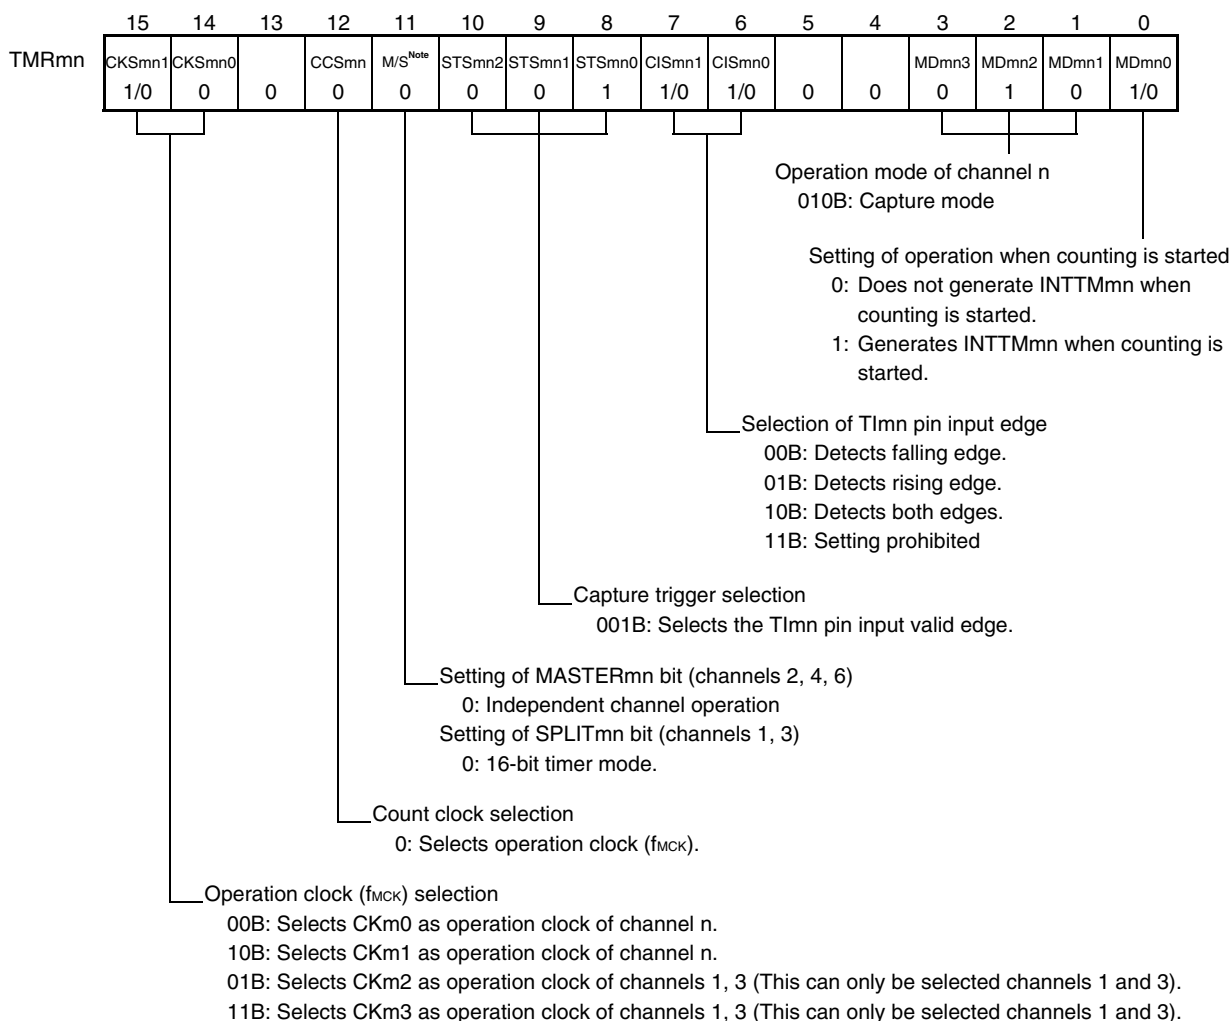 15 14 13 12 11 10 9 8 7 6 5 4 3 2 1 0
TMRmn CKSmn1 CKSmn0 CCSmn M/S Note STSmn2 STSmn1 STSmn0 CISmn1 CISmn0 MDmn3 MDmn2 MDmn1 MDmn0
1/0 0 0 0 0 0 0 1 1/0 1/0 0 0 0 1 0 1/0
Operation mode of channel n
010B: Capture mode
Setting of operation when counting is started
0: Does not generate INTTMmn when
counting is started.
1: Generates INTTMmn when counting is
started.
Selection of TImn pin input edge
00B: Detects falling edge.
01B: Detects rising edge.
10B: Detects both edges.
11B: Setting prohibited
Capture trigger selection
001B: Selects the TImn pin input valid edge.
Setting of MASTERmn bit (channels 2, 4, 6)
0: Independent channel operation
Setting of SPLITmn bit (channels 1, 3)
0: 16-bit timer mode.
Count clock selection
0: Selects operation clock (fMCK).
Operation clock (fMCK) selection
00B: Selects CKm0 as operation clock of channel n.
10B: Selects CKm1 as operation clock of channel n.
01B: Selects CKm2 as operation clock of channels 1, 3 (This can only be selected channels 1 and 3).
11B: Selects CKm3 as operation clock of channels 1, 3 (This can only be selected channels 1 and 3).